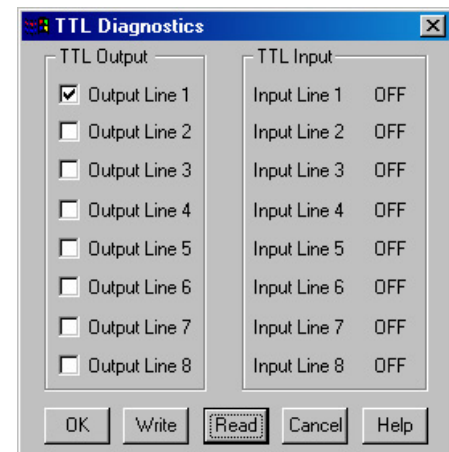 TTL Diagnostics
TTL Output TTL Input
Output Line 1 Input Line 1 OFF
Output Line 2 Input Line 2 OFF
Output Line 3 Input Line 3 OFF
Output Line 4 Input Line 4 OFF
Output Line 5 Input Line 5 OFF
Output Line 6 Input Line 6 OFF
Output Line 7 Input Line 7 OFF
Output Line 8 Input Line 8 OFF
OK Write Read Cancel Help